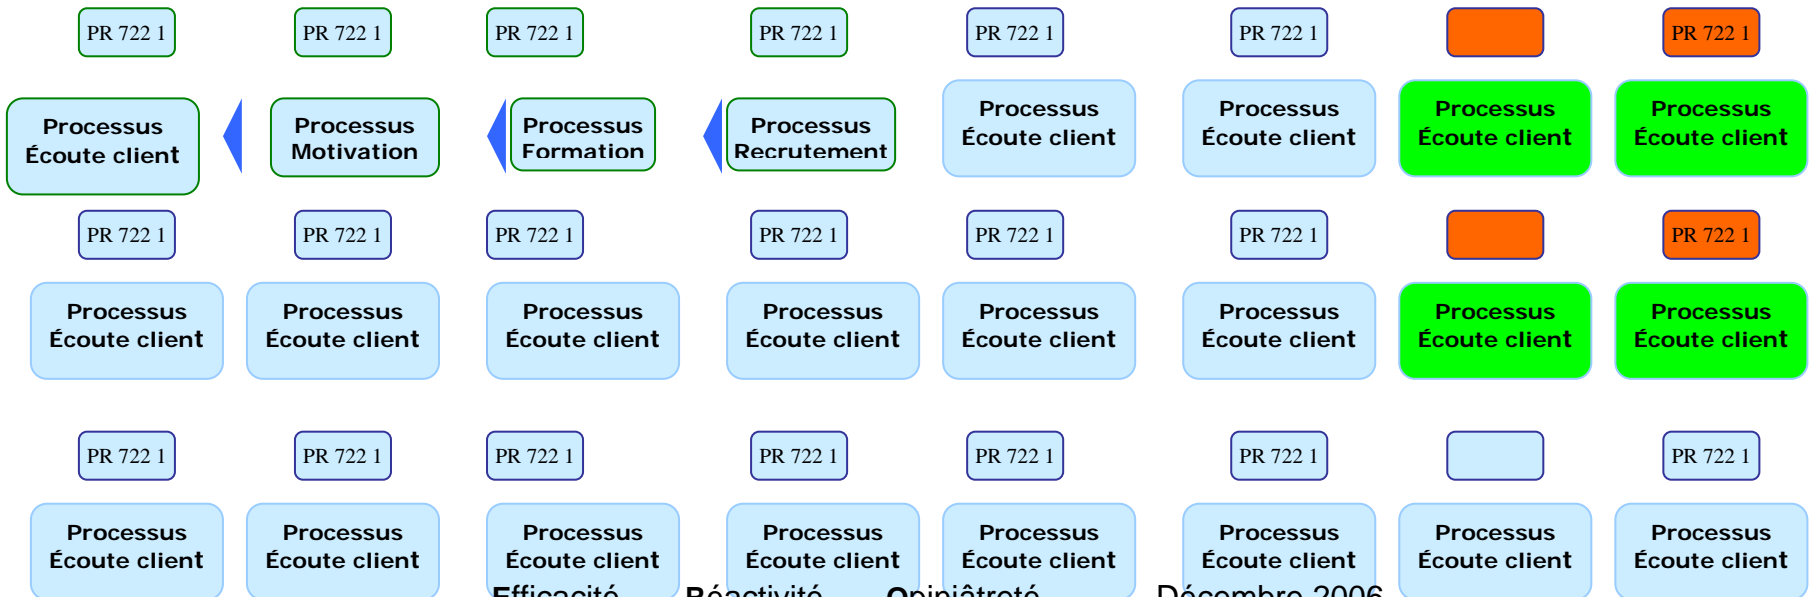 PR 722 1 PR 722 1 PR 722 1 PR 722 1 PR 722 1 PR 722 1 PR 722 1
Processus Processus Processus Processus Processus Processus Processus Processus
Écoute client Motivation Formation Recrutement Écoute client Écoute client Écoute client Écoute client
PR 722 1 PR 722 1 PR 722 1 PR 722 1 PR 722 1 PR 722 1 PR 722 1
Processus Processus Processus Processus Processus Processus Processus Processus
Écoute client Écoute client Écoute client Écoute client Écoute client Écoute client Écoute client Écoute client
PR 722 1 PR 722 1 PR 722 1 PR 722 1 PR 722 1 PR 722 1 PR 722 1
Processus Processus Processus Processus Processus Processus Processus Processus
Écoute client Écoute client Écoute client Écoute client Écoute client Écoute client Écoute client Écoute client
Efficacité Réactivité Opiniâtreté Décembre 2006